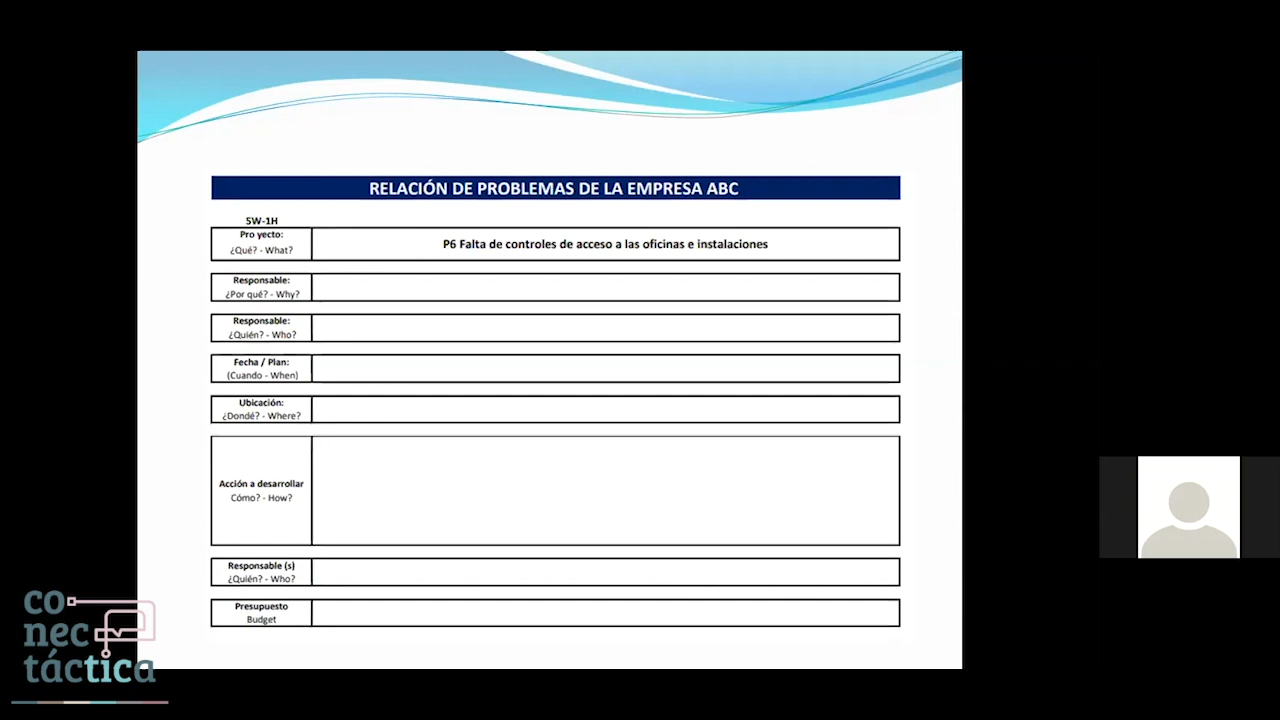 RELACIÓN DE PROBLEMAS DE LA EMPRESA ABC
5W-1H
Pro yecto:
¿Qué? - What?
P6 Falta de controles de acceso a las oficinas e instalaciones
Responsable:
¿Por qué? - Why?
Responsable:
¿Quién? - Who?
Fecha / Plan:
(Cuando - When)
Ubicación:
¿Dondé? - Where?
Acción a desarrollar
Cómo? - How?
Responsable (s)
¿Quién? - Who?
Presupuesto
Budget
co
nec
táctica